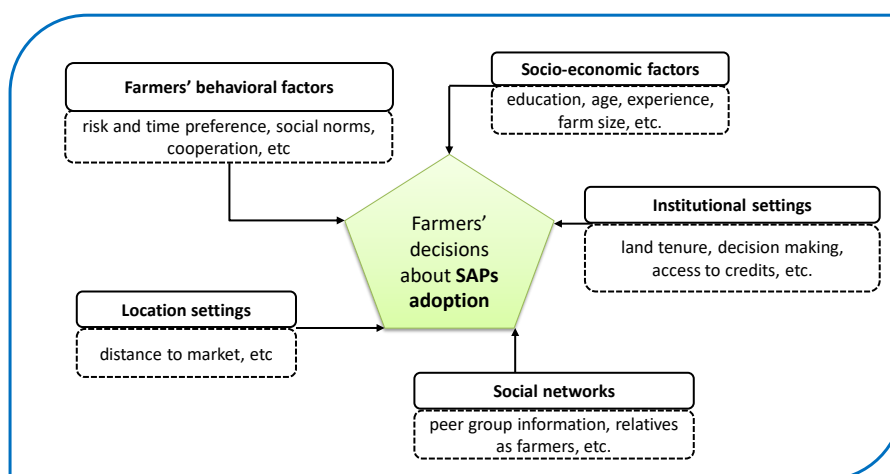 Farmers' behavioral factors
risk and time preference, social norms,
cooperation, etc
Socio-economic factors
education, age, experience,
farm size, etc.
Farmers'
decisions
about SAPs
adoption
Institutional settings
land tenure, decision making,
access to credits, etc.
Location settings
distance to market, etc
Social networks
peer group information, relatives
as farmers, etc.